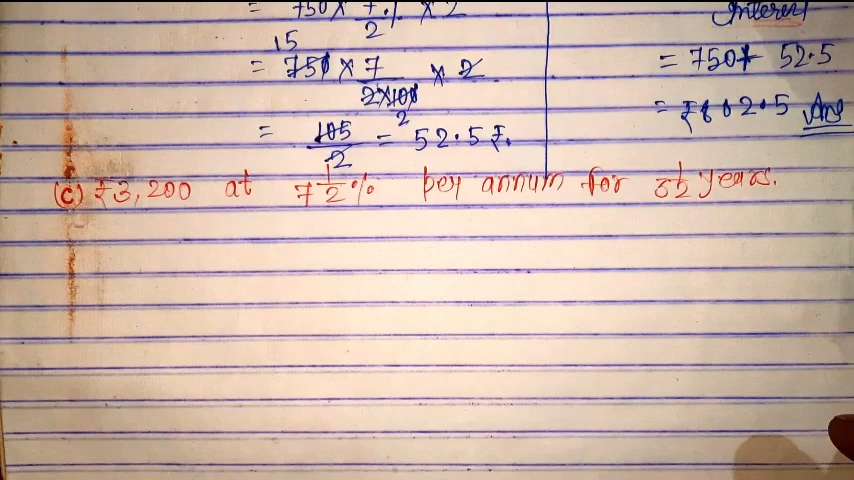 = 750 × 7/2 % × 2
Interest
15
= 750 × 7/2×100 × 2
= 750+ 52.5
2
= 105/2 = 52.5 ₹.
= ₹802.5 Ans
(c) ₹3,200 at 7 1/2 % per annum for 3 1/2 years.